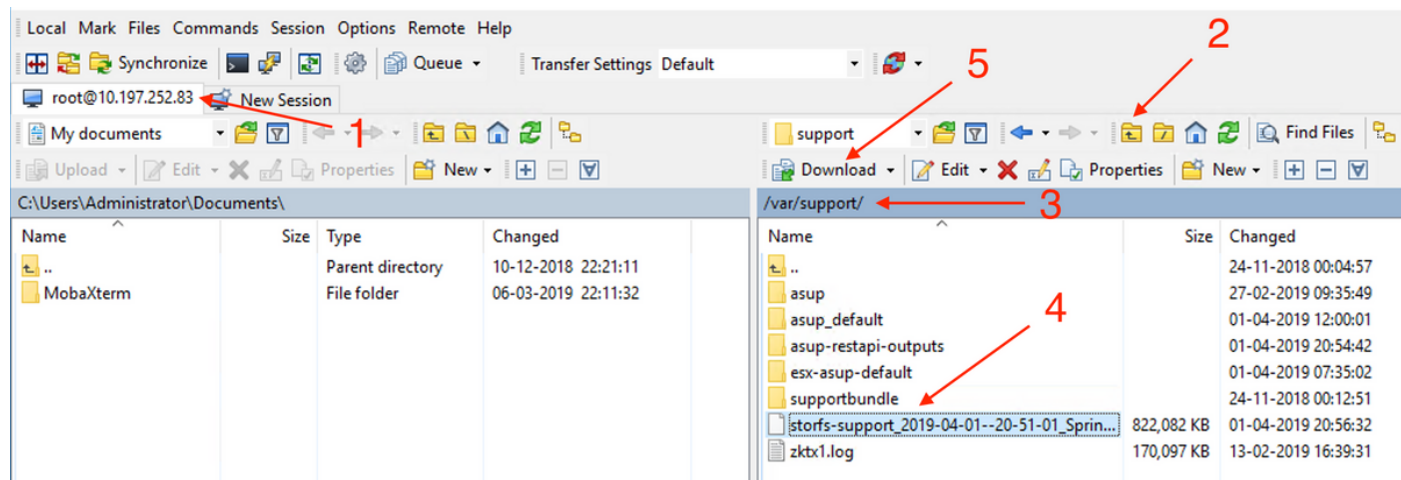 Local Mark Files Commands Session Options Remote Help
2
Synchronize Queue Transfer Settings Default
5
root@10.197.252.83 New Session
1
My documents support Find Files
Upload Edit Properties New Download Edit Properties New
C:\Users\Administrator\Documents\ /var/support/
3
Name Size Type Changed Name Size Changed
.. Parent directory 10-12-2018 22:21:11 .. 24-11-2018 00:04:57
MobaXterm File folder 06-03-2019 22:11:32 asup 27-02-2019 09:35:49
4
asup_default 01-04-2019 12:00:01
asup-restapi-outputs 01-04-2019 20:54:42
esx-asup-default 01-04-2019 07:35:02
supportbundle 24-11-2018 00:12:51
storfs-support_2019-04-01--20-51-01_Sprin... 822,082 KB 01-04-2019 20:56:32
zktx1.log 170,097 KB 13-02-2019 16:39:31